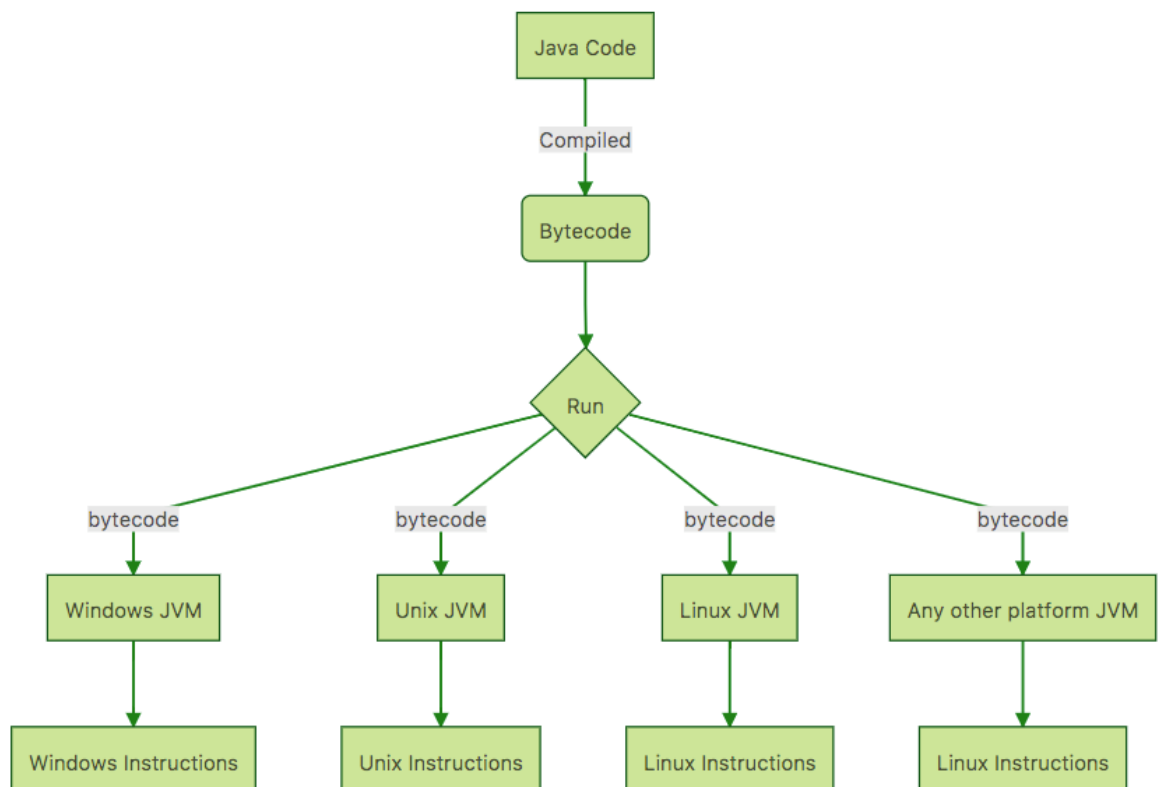 Java Code
Compiled
Bytecode
Run
bytecode bytecode bytecode bytecode
Windows JVM Unix JVM Linux JVM Any other platform JVM
Windows Instructions Unix Instructions Linux Instructions Linux Instructions